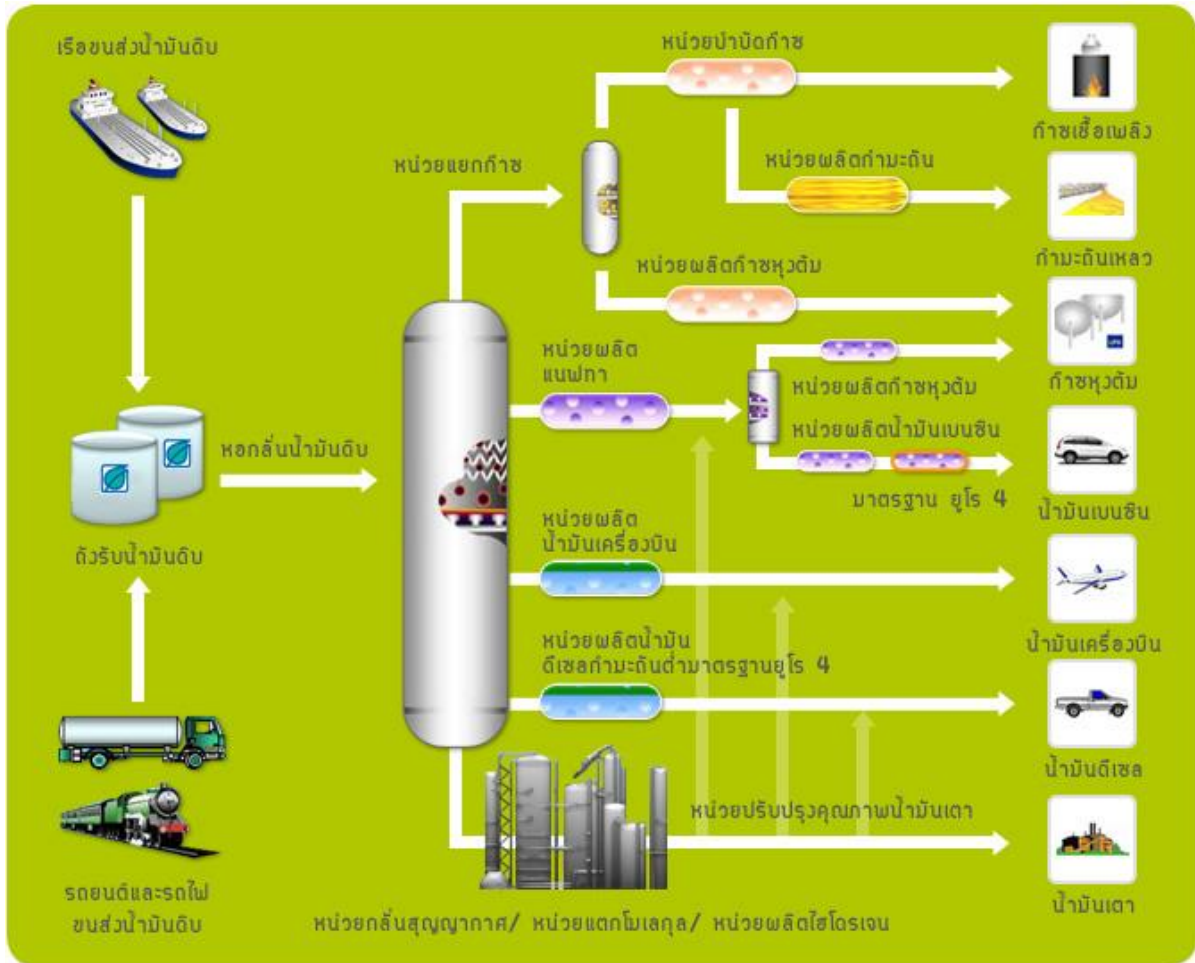 เรือขนส่งน้ำมันดิบ
หน่วยบำบัดก๊าซ
ก๊าซเชื้อเพลิง
หน่วยแยกก๊าซ
หน่วยผลิตกำมะถัน
กำมะถันเหลว
หน่วยผลิตก๊าซหุงต้ม
หน่วยผลิต
แนฟทา
หน่วยผลิตก๊าซหุงต้ม
ก๊าซหุงต้ม
หอกลั่นน้ำมันดิบ
หน่วยผลิตน้ำมันเบนซิน
มาตรฐาน ยูโร 4
น้ำมันเบนซิน
ถังรับน้ำมันดิบ
หน่วยผลิต
น้ำมันเครื่องบิน
น้ำมันเครื่องบิน
หน่วยผลิตน้ำมัน
ดีเซลกำมะถันต่ำมาตรฐานยูโร 4
น้ำมันดีเซล
หน่วยปรับปรุงคุณภาพน้ำมันเตา
น้ำมันเตา
รถยนต์และรถไฟ
ขนส่งน้ำมันดิบ
หน่วยกลั่นสุญญากาศ/ หน่วยแตกโมเลกุล/ หน่วยผลิตไฮโดรเจน